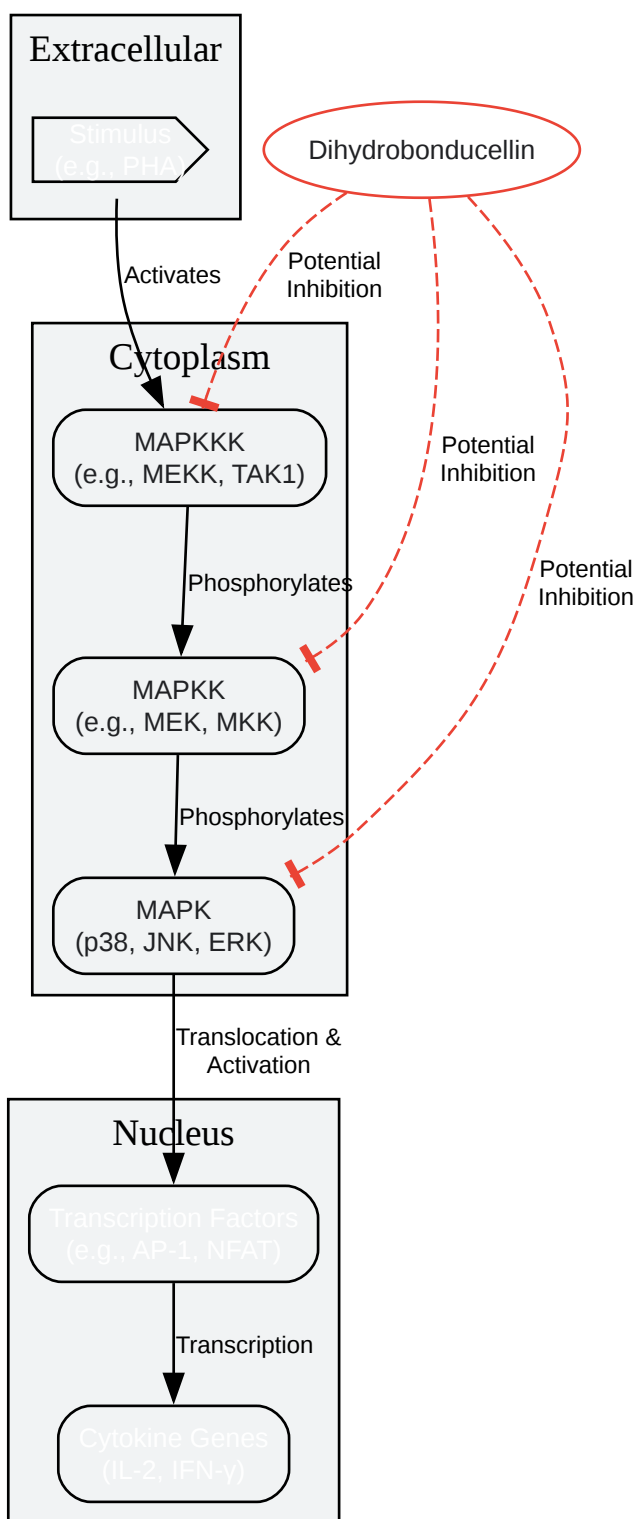 Extracellular
Stimulus
(e.g., PHA)
Dihydrobonducellin
Activates
Potential
Inhibition
Cytoplasm
MAPKKK
(e.g., MEKK, TAK1)
Potential
Inhibition
Phosphorylates
Potential
Inhibition
MAPKK
(e.g., MEK, MKK)
Phosphorylates
MAPK
(p38, JNK, ERK)
Translocation &
Activation
Nucleus
Transcription Factors
(e.g., AP-1, NFAT)
Transcription
Cytokine Genes
(IL-2, IFN-γ)